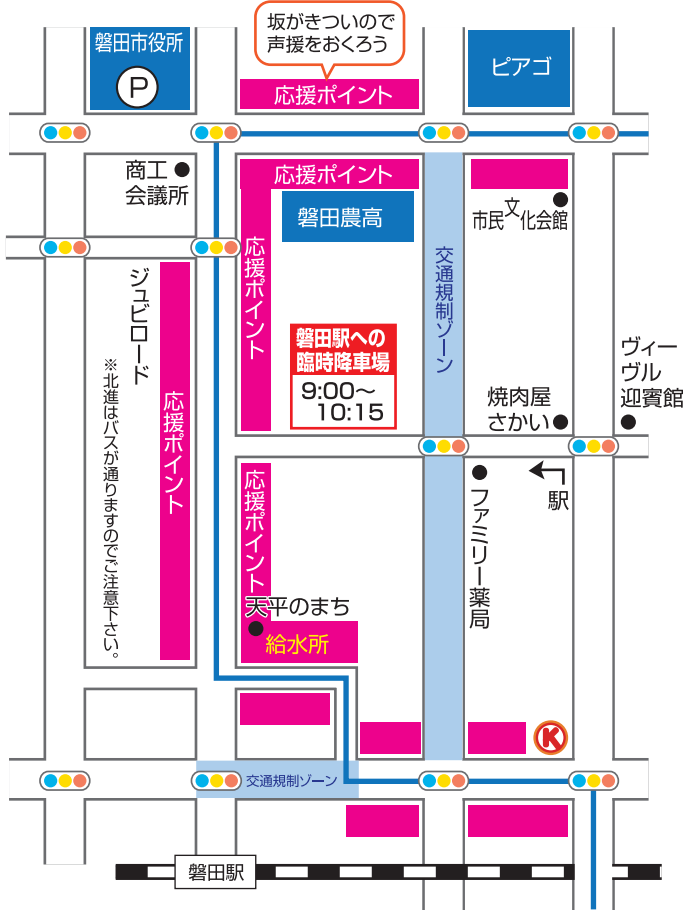 坂がきついので
声援をおくろう
磐田市役所
P
応援ポイント
ピアゴ
商工
会議所
応援ポイント
磐田農高
文
市民 化会館
応援ポイント
交通規制ゾーン
ジュビロード
※北進はバスが通りますのでご注意下さい。
応援ポイント
磐田駅への
臨時降車場
9:00～
10:15
ヴィー
ヴル
迎賓館
焼肉屋
さかい
駅
応援ポイント
ファミリー薬局
天平のまち
給水所
K
交通規制ゾーン
磐田駅